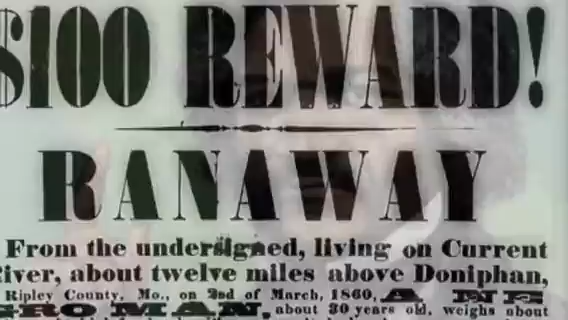 $100 REWARD!
RANAWAY
From the undersigned, living on Current
River, about twelve miles above Doniphan,
Ripley County, Mo., on 2nd of March, 1860, A NE
GRO MAN, about 30 years old, weighs about